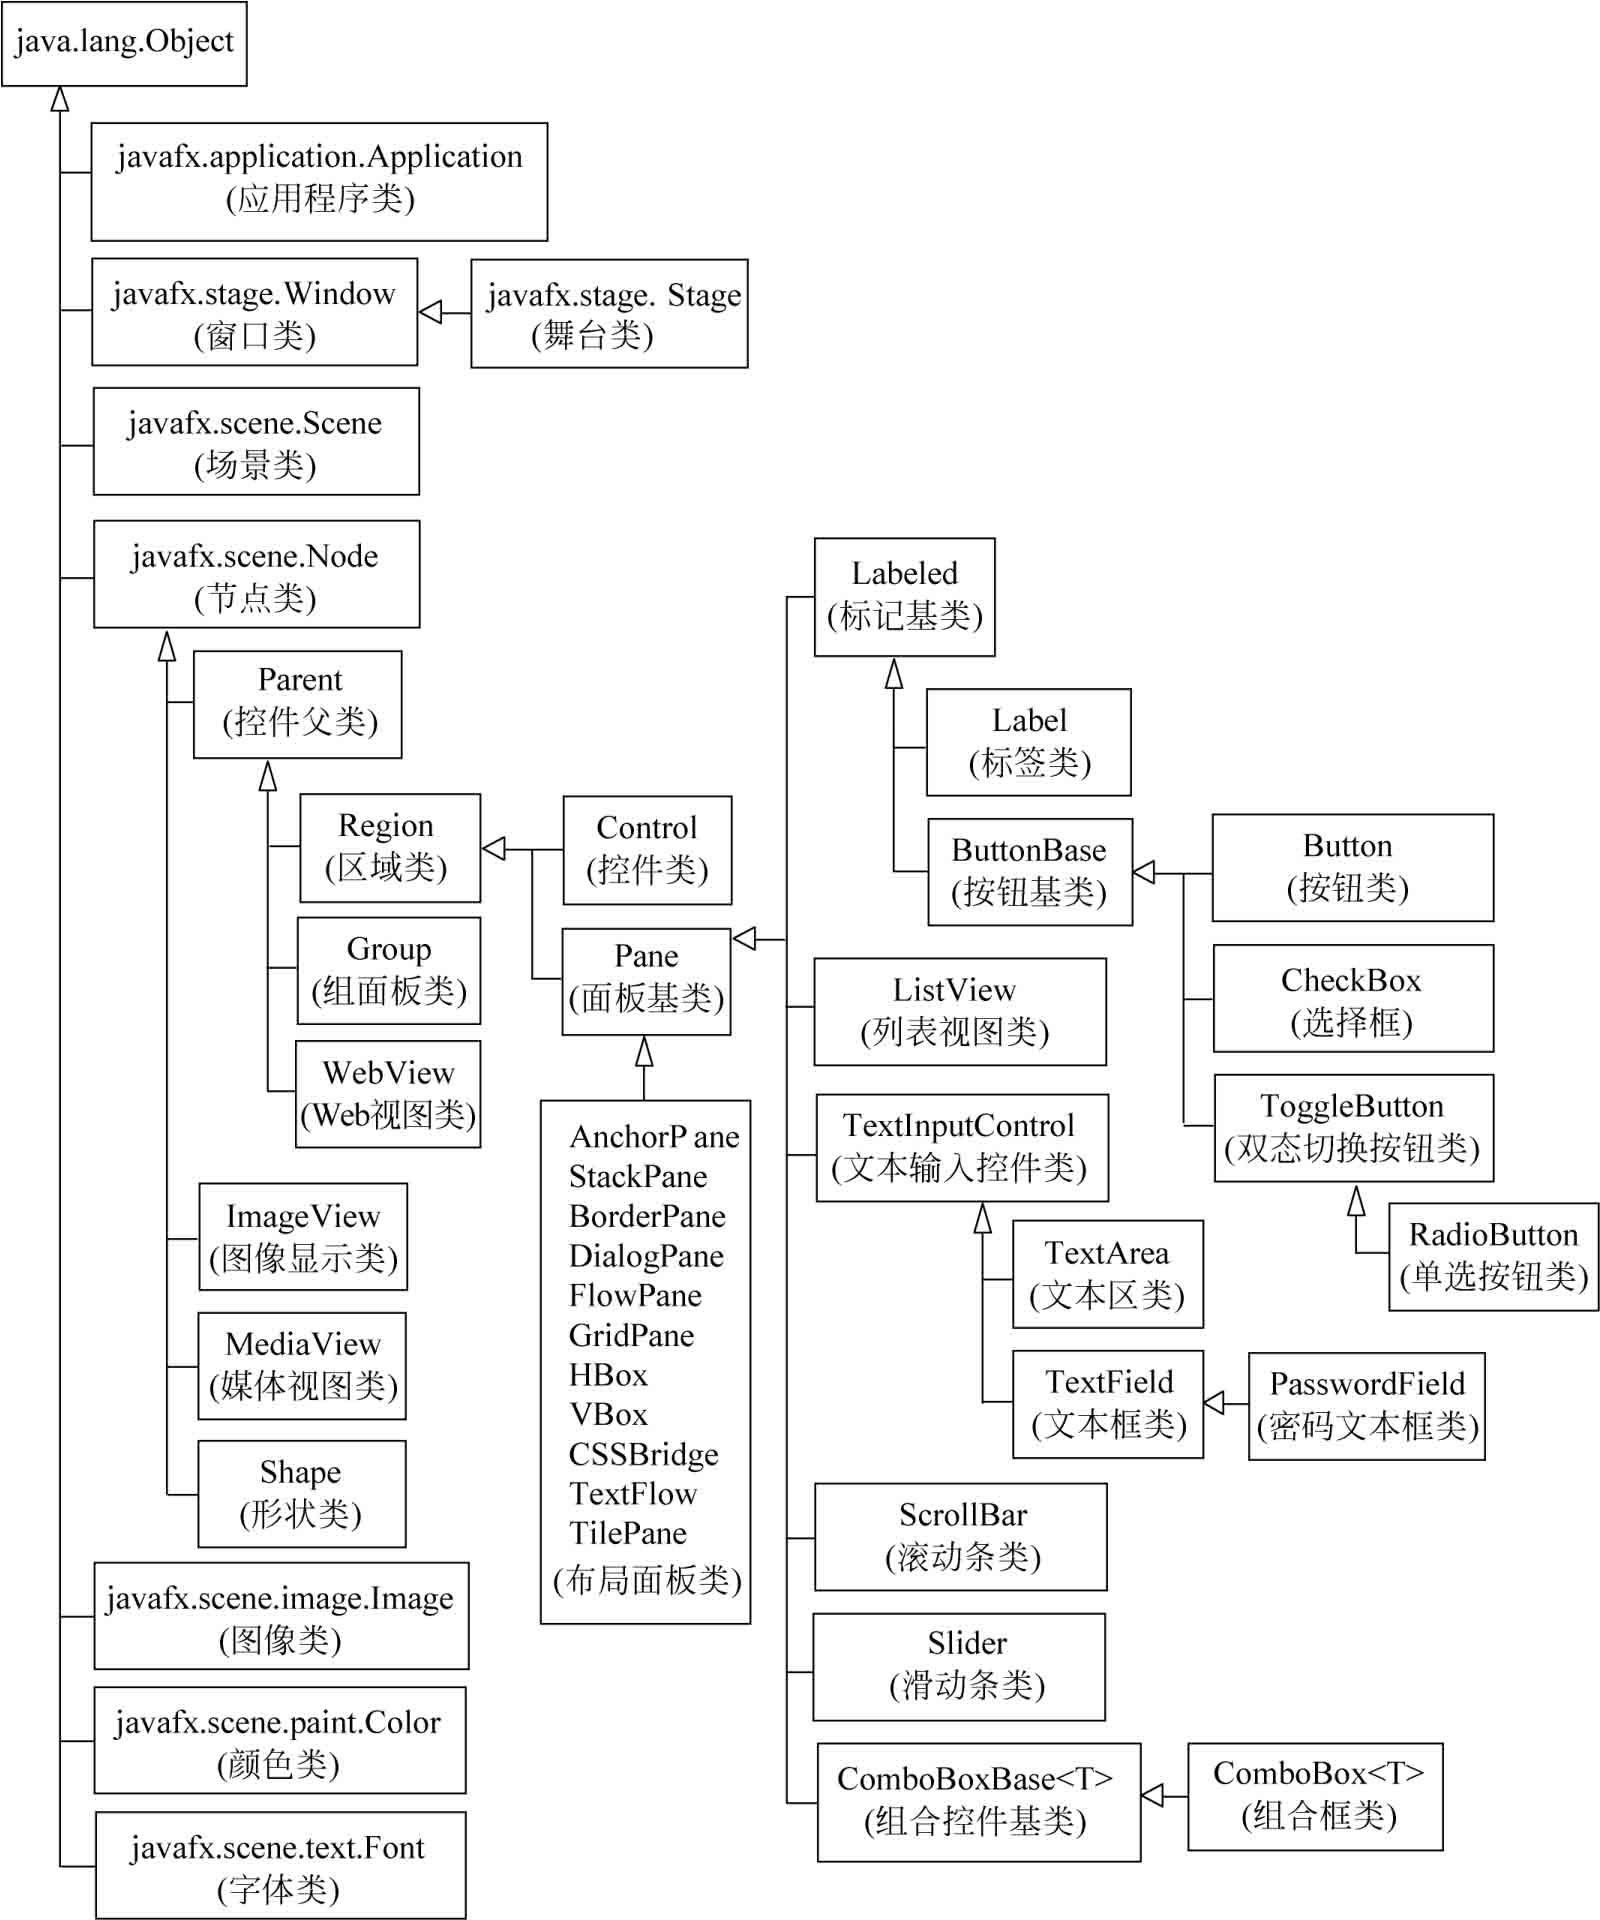 java.lang.Object
javafx.application.Application
(应用程序类)
javafx.stage.Window
(窗口类)
javafx.stage. Stage
(舞台类)
javafx.scene.Scene
(场景类)
javafx.scene.Node
(节点类)
Parent
(控件父类)
Region
(区域类)
Control
(控件类)
Group
(组面板类)
Pane
(面板基类)
WebView
(Web视图类)
AnchorPane
StackPane
BorderPane
DialogPane
FlowPane
GridPane
HBox
VBox
CSSBridge
TextFlow
TilePane
(布局面板类)
ImageView
(图像显示类)
MediaView
(媒体视图类)
Shape
(形状类)
javafx.scene.image.Image
(图像类)
javafx.scene.paint.Color
(颜色类)
javafx.scene.text.Font
(字体类)
Labeled
(标记基类)
Label
(标签类)
ButtonBase
(按钮基类)
Button
(按钮类)
CheckBox
(选择框)
ToggleButton
(双态切换按钮类)
RadioButton
(单选按钮类)
ListView
(列表视图类)
TextInputControl
(文本输入控件类)
TextArea
(文本区类)
TextField
(文本框类)
PasswordField
(密码文本框类)
ScrollBar
(滚动条类)
Slider
(滑动条类)
ComboBoxBase<T>
(组合控件基类)
ComboBox<T>
(组合框类)